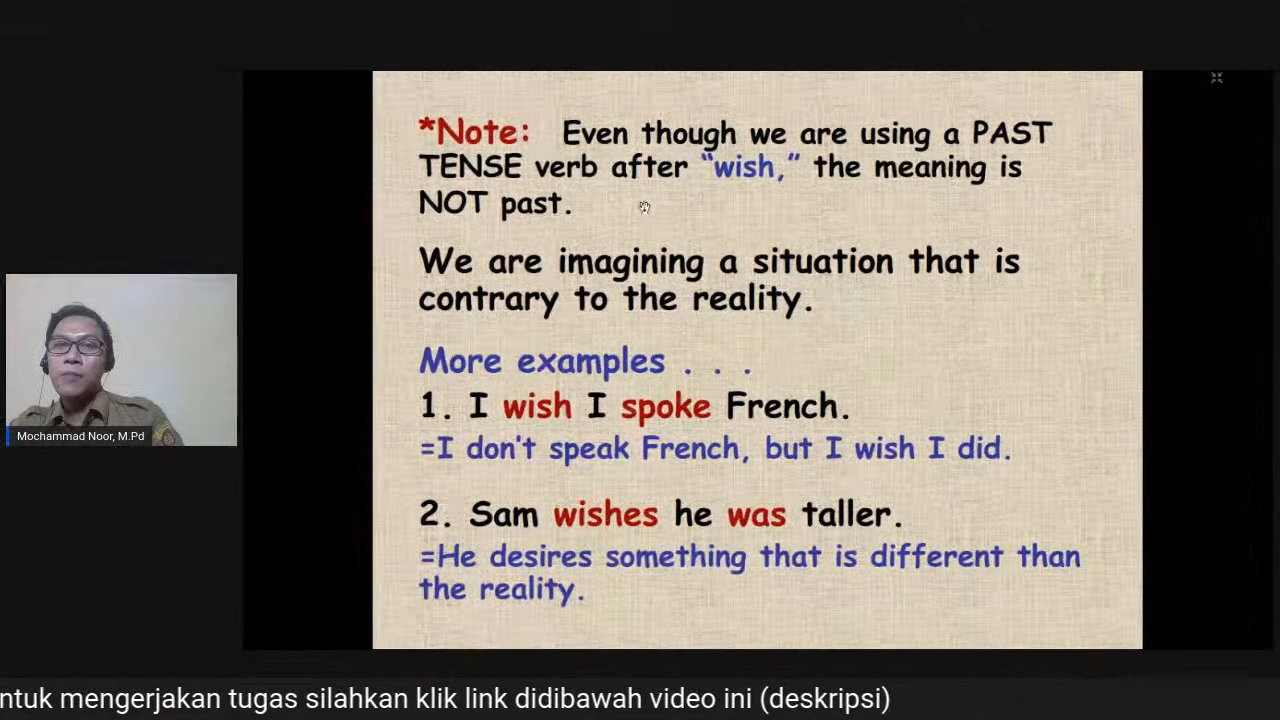 *Note: Even though we are using a PAST
TENSE verb after “wish,” the meaning is
NOT past.
We are imagining a situation that is
contrary to the reality.
More examples . . .
1. I wish I spoke French.
=I don't speak French, but I wish I did.
2. Sam wishes he was taller.
=He desires something that is different than
the reality.
Mochammad Noor, M.Pd
ntuk mengerjakan tugas silahkan klik link didibawah video ini (deskripsi)